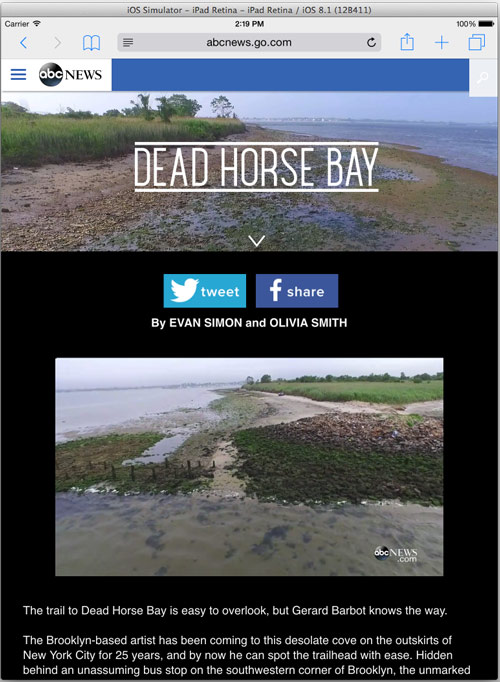 iOS Simulator - iPad Retina - iPad Retina / iOS 8.1 (12B411)
Carrier 2:19 PM 100%
abcnews.go.com
abc NEWS
DEAD HORSE BAY
tweet share
By EVAN SIMON and OLIVIA SMITH
abc NEWS
.com
The trail to Dead Horse Bay is easy to overlook, but Gerard Barbot knows the way.
The Brooklyn-based artist has been coming to this desolate cove on the outskirts of
New York City for 25 years, and by now he can spot the trailhead with ease. Hidden
behind an unassuming bus stop on the southwestern corner of Brooklyn, the unmarked